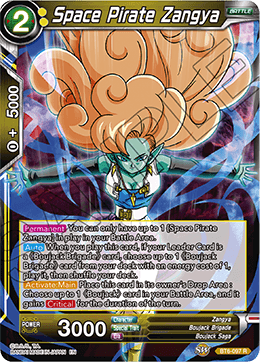 2
Space Pirate Zangya
BATTLE
0 + 5000
Permanent You can only have up to 1 {Space Pirate
Zangya} in play in your Battle Area.
Auto When you play this card, if your Leader Card is
a 《Boujack Brigade》 card, choose up to 1 《Boujack
Brigade》 card from your deck with an energy cost of 1,
play it, then shuffle your deck.
Activate:Main Place this card in its owner's Drop Area :
Choose up to 1 《Boujack Brigade》 card in your Battle Area, and it
gains Critical for the duration of the turn.
POWER
3000
Character
Zangya
Special Trait
Boujack Brigade
Era
Boujack Saga
MADE IN JAPAN EN
BT6-097 R